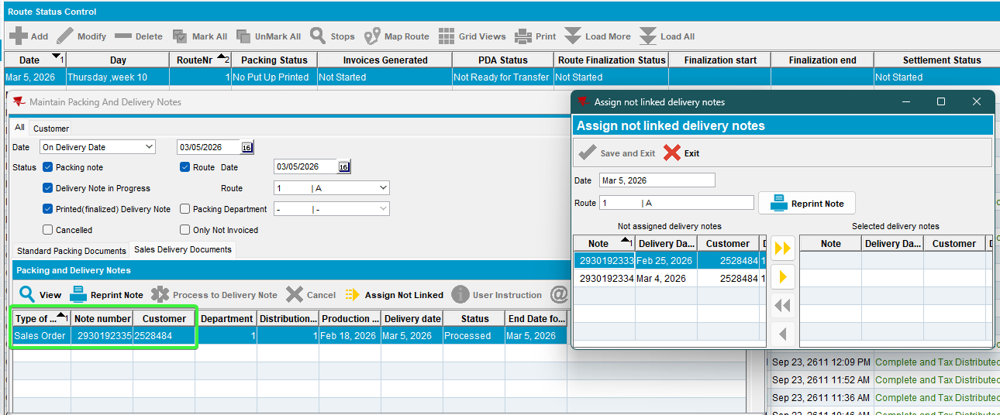 Route Status Control
Add Modify Delete Mark All UnMark All Stops Map Route Grid Views Print Load More Load All
Date 1 Day RouteNr 2 Packing Status Invoices Generated PDA Status Route Finalization Status Finalization start Finalization end Settlement Status
Mar 5, 2026 Thursday ,week 10 1 No Put Up Printed Not Started Not Ready for Transfer Not Started Not Started
Maintain Packing And Delivery Notes
All Customer
Date On Delivery Date 03/05/2026 16
Status Packing note Route Date 03/05/2026 16
Delivery Note in Progress Route 1 | A
Printed(finalized) Delivery Note Packing Department - | -
Cancelled Only Not Invoiced
Standard Packing Documents Sales Delivery Documents
Packing and Delivery Notes
View Reprint Note Process to Delivery Note Cancel Assign Not Linked User Instruction @
Type of ... 1 Note number Customer Department Distribution... Production ... Delivery date Status End Date fo...
Sales Order 2930192335 2528484 1 1 Feb 18, 2026 Mar 5, 2026 Processed Mar 5, 2026
Assign not linked delivery notes
Assign not linked delivery notes
Save and Exit Exit
Date Mar 5, 2026
Route 1 | A Reprint Note
Not assigned delivery notes Selected delivery notes
Note 1 Delivery Da... Customer Note Delivery Da... Customer
2930192333 Feb 25, 2026 2528484 1
2930192334 Mar 4, 2026 2528484 1
Sep 23, 2611 12:09 PM Complete and Tax Distributed
Sep 23, 2611 11:52 AM Complete and Tax Distributed
Sep 23, 2611 11:36 AM Complete and Tax Distributed